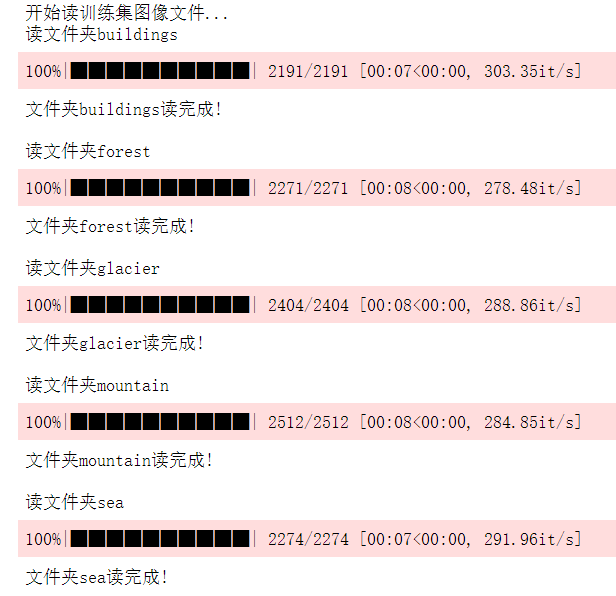 开始读训练集图像文件...
读文件夹buildings
100%|██████████| 2191/2191 [00:07<00:00, 303.35it/s]
文件夹buildings读完成!
读文件夹forest
100%|██████████| 2271/2271 [00:08<00:00, 278.48it/s]
文件夹forest读完成!
读文件夹glacier
100%|██████████| 2404/2404 [00:08<00:00, 288.86it/s]
文件夹glacier读完成!
读文件夹mountain
100%|██████████| 2512/2512 [00:08<00:00, 284.85it/s]
文件夹mountain读完成!
读文件夹sea
100%|██████████| 2274/2274 [00:07<00:00, 291.96it/s]
文件夹sea读完成!